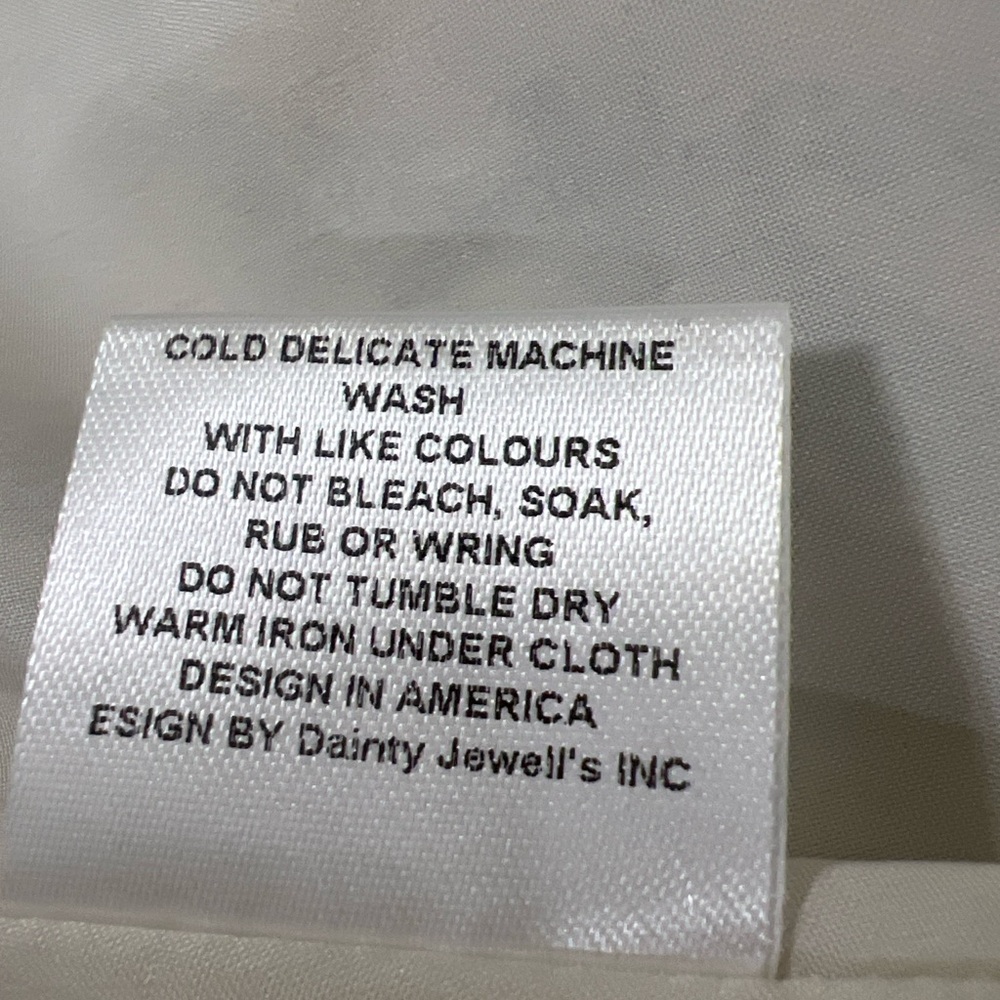 COLD DELICATE MACHINE
WASH
WITH LIKE COLOURS
DO NOT BLEACH, SOAK,
RUB OR WRING
DO NOT TUMBLE DRY
WARM IRON UNDER CLOTH
DESIGN IN AMERICA
ESIGN BY Dainty Jewell's INC